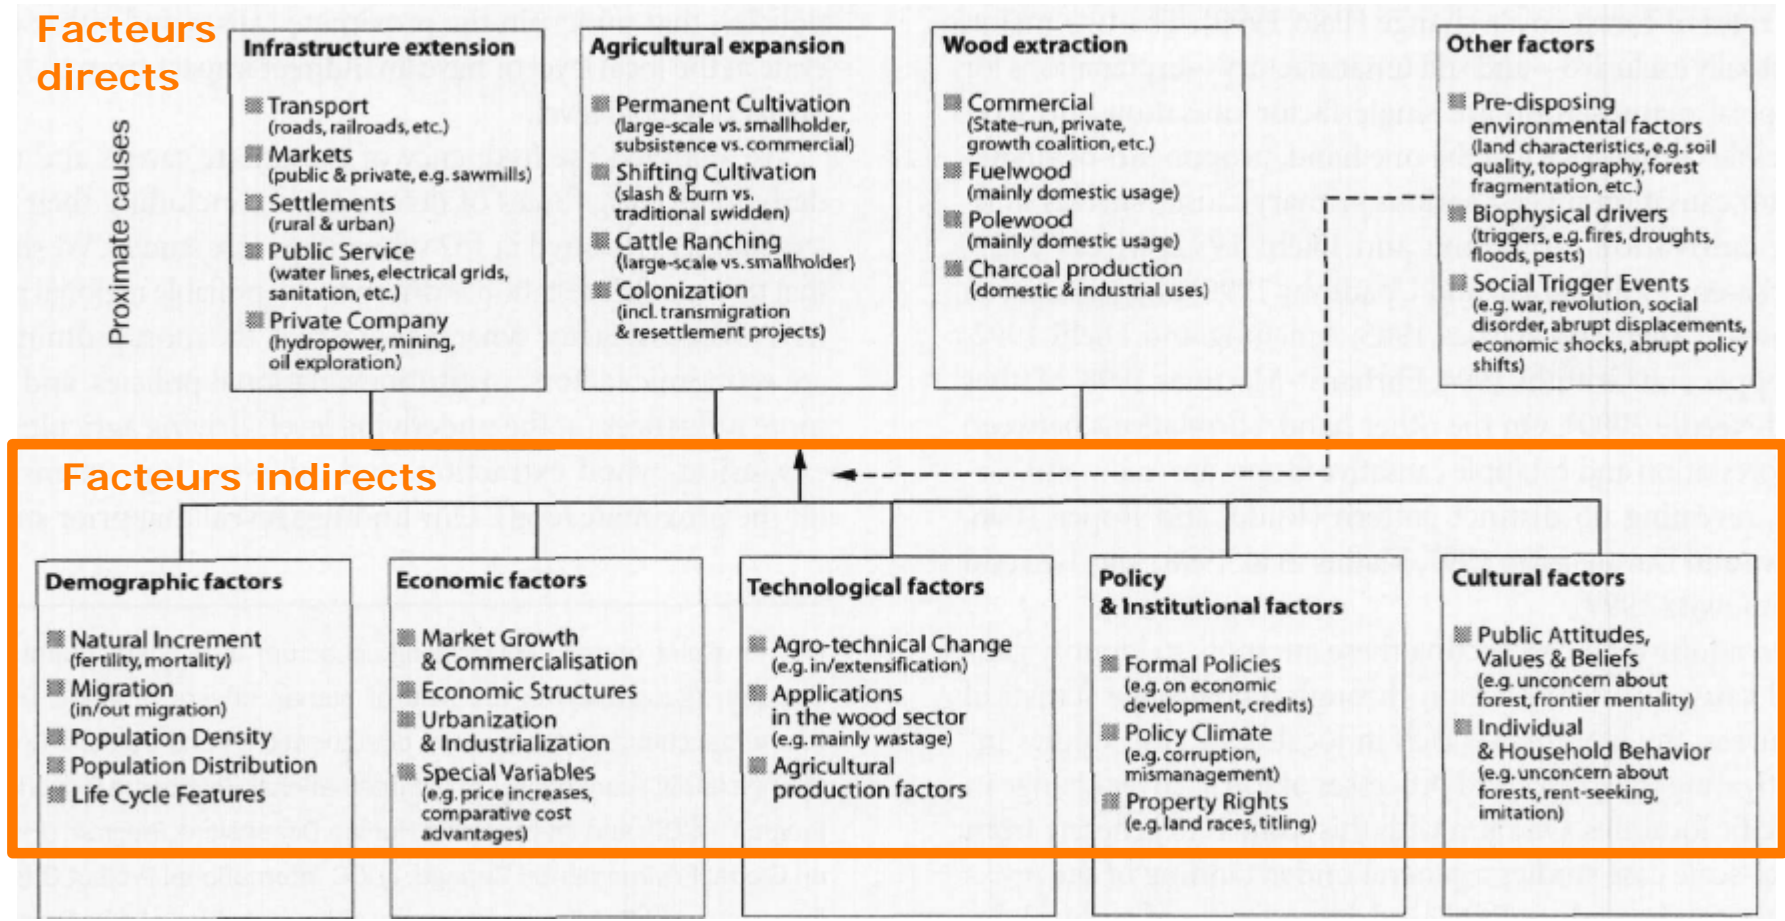 Facteurs
directs
Proximate causes
Infrastructure extension
Transport
(roads, railroads, etc.)
Markets
(public & private, e.g. sawmills)
Settlements
(rural & urban)
Public Service
(water lines, electrical grids,
sanitation, etc.)
Private Company
(hydropower, mining,
oil exploration)
Agricultural expansion
Permanent Cultivation
(large-scale vs. smallholder,
subsistence vs. commercial)
Shifting Cultivation
(slash & burn vs.
traditional swidden)
Cattle Ranching
(large-scale vs. smallholder)
Colonization
(incl. transmigration
& resettlement projects)
Wood extraction
Commercial
(State-run, private,
growth coalition, etc.)
Fuelwood
(mainly domestic usage)
Polewood
(mainly domestic usage)
Charcoal production
(domestic & industrial uses)
Other factors
Pre-disposing
environmental factors
(land characteristics, e.g. soil
quality, topography, forest
fragmentation, etc.)
Biophysical drivers
(triggers, e.g. fires, droughts,
floods, pests)
Social Trigger Events
(e.g. war, revolution, social
disorder, abrupt displacements,
economic shocks, abrupt policy
shifts)
Facteurs indirects
Demographic factors
Natural Increment
(fertility, mortality)
Migration
(in/out migration)
Population Density
Population Distribution
Life Cycle Features
Economic factors
Market Growth
& Commercialisation
Economic Structures
Urbanization
& Industrialization
Special Variables
(e.g. price increases,
comparative cost
advantages)
Technological factors
Agro-technical Change
(e.g. in/extensification)
Applications
in the wood sector
(e.g. mainly wastage)
Agricultural
production factors
Policy
& Institutional factors
Formal Policies
(e.g. on economic
development, credits)
Policy Climate
(e.g. corruption,
mismanagement)
Property Rights
(e.g. land races, titling)
Cultural factors
Public Attitudes,
Values & Beliefs
(e.g. unconcern about
forest, frontier mentality)
Individual
& Household Behavior
(e.g. unconcern about
forests, rent-seeking,
imitation)